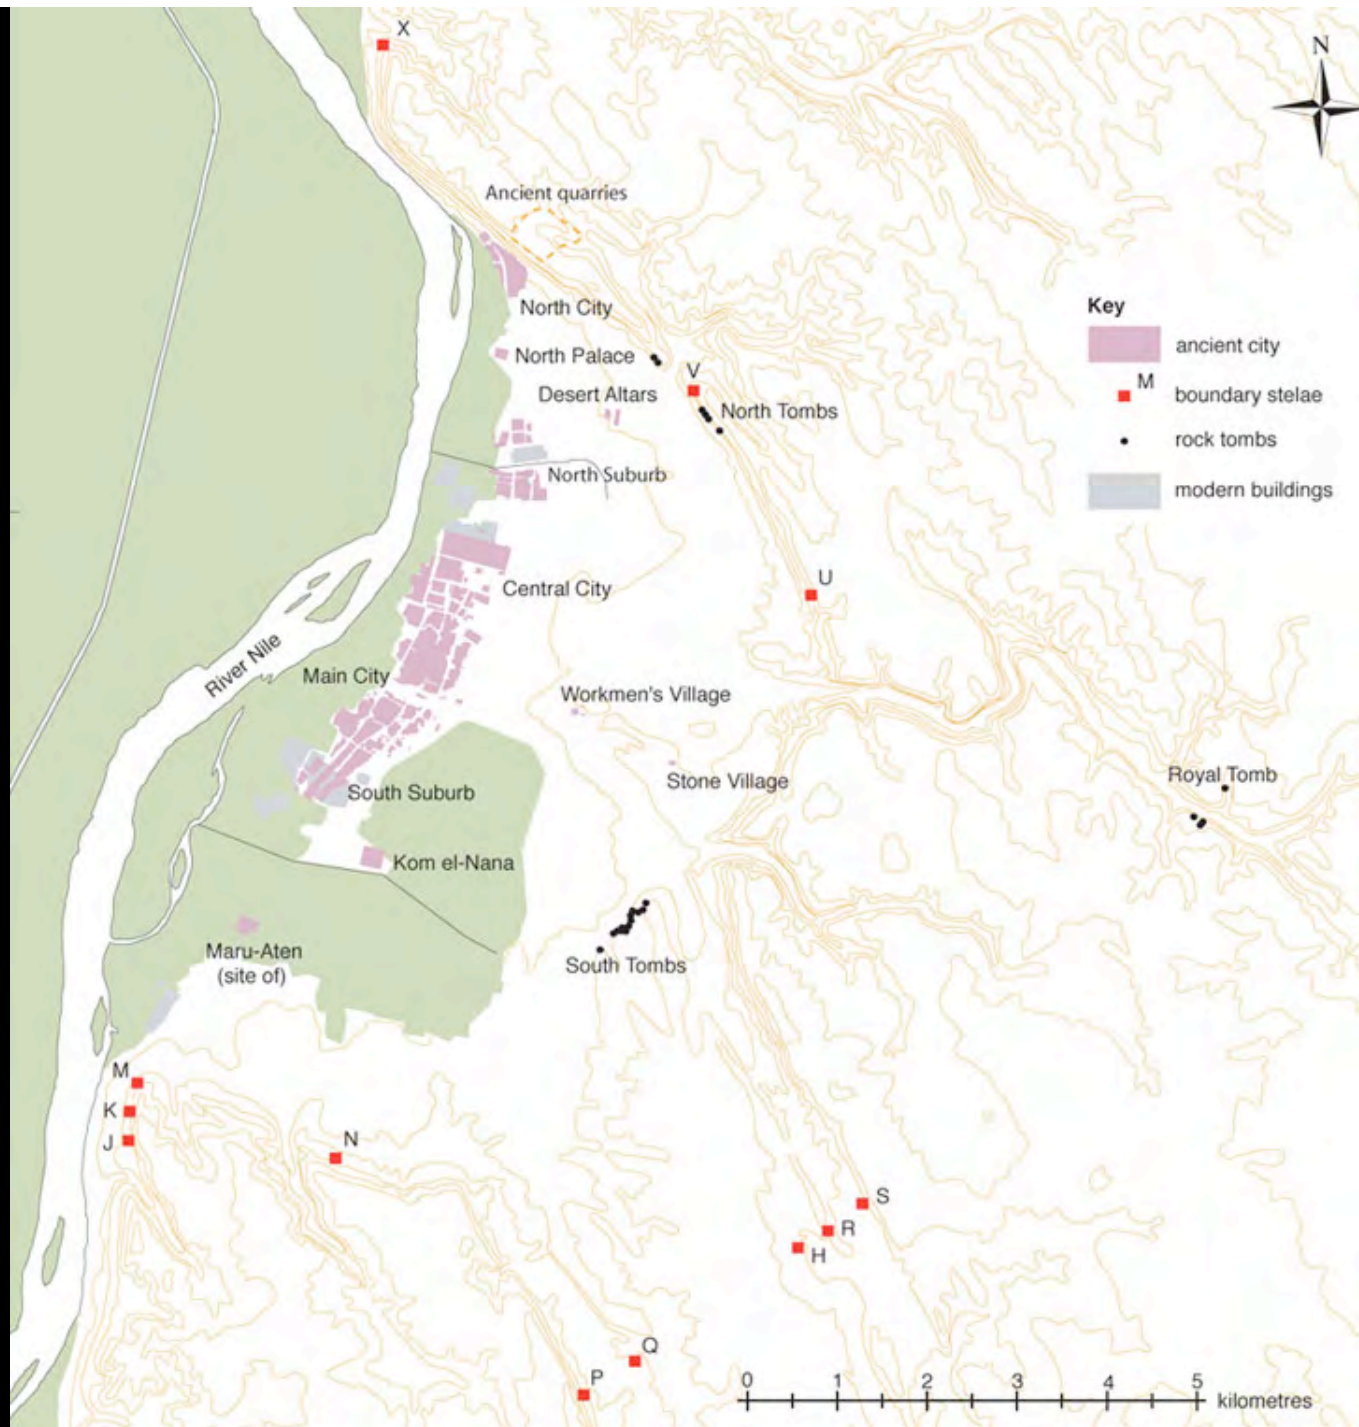 X
N
Ancient quarries
North City
Key
ancient city
North Palace
V
M
boundary stelae
Desert Altars
North Tombs
rock tombs
North Suburb
modern buildings
U
Central City
River Nile
Main City
Workmen's Village
Royal Tomb
Stone Village
South Suburb
Kom el-Nana
Maru-Aten
(site of)
South Tombs
M
K
J
N
S
R
H
Q
P
0 1 2 3 4 5
kilometres